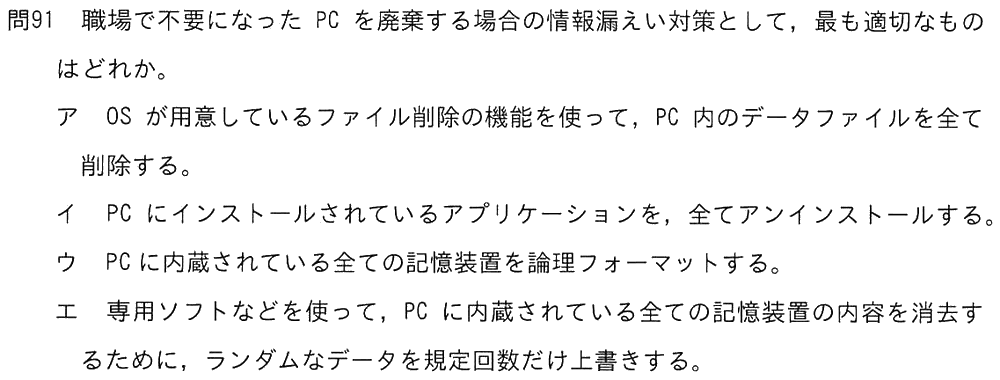 問91 職場で不要になった PC を廃棄する場合の情報漏えい対策として，最も適切なもの
はどれか。
ア OS が用意しているファイル削除の機能を使って，PC 内のデータファイルを全て
削除する。
イ PC にインストールされているアプリケーションを，全てアンインストールする。
ウ PCに内蔵されている全ての記憶装置を論理フォーマットする。
エ 専用ソフトなどを使って，PC に内蔵されている全ての記憶装置の内容を消去す
るために，ランダムなデータを規定回数だけ上書きする。